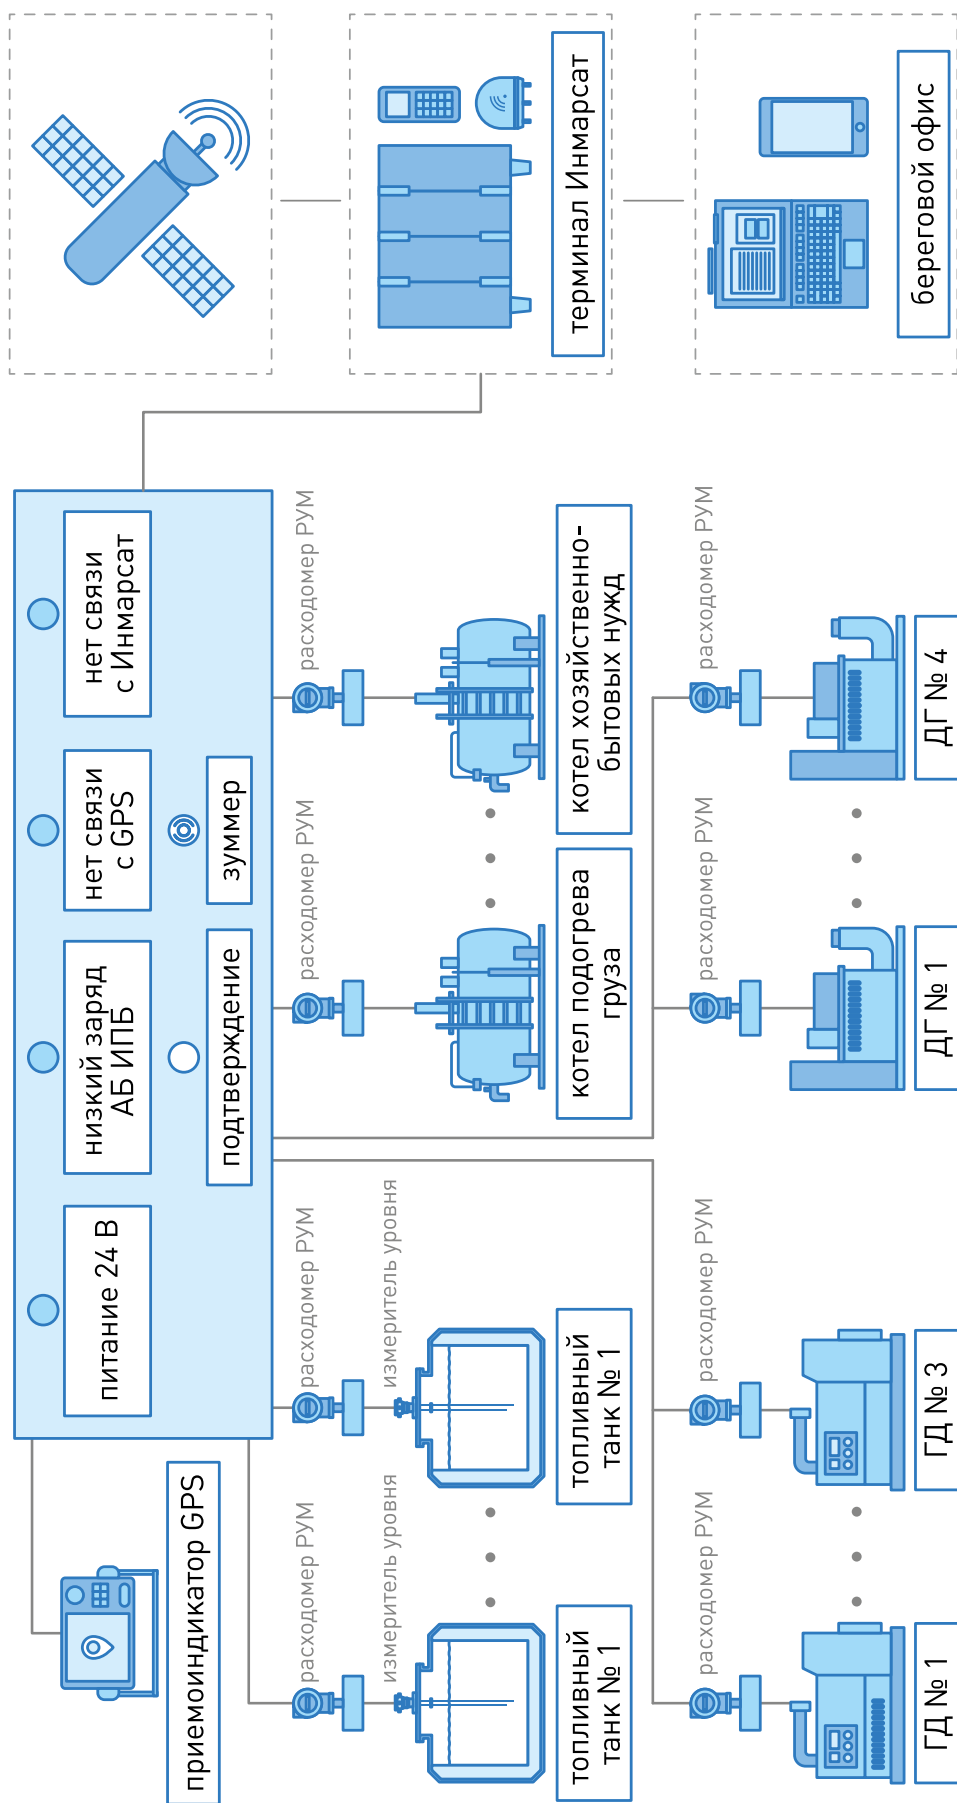 приемоиндикатор GPS
питание 24 В
низкий заряд
АБ ИПБ
нет связи
с GPS
нет связи
с Инмарсат
подтверждение
зуммер
терминал Инмарсат
береговой офис
расходомер РУМ
измеритель уровня
топливный
танк № 1
расходомер РУМ
измеритель уровня
топливный
танк № 1
расходомер РУМ
котел подогрева
груза
расходомер РУМ
котел хозяйственно-
бытовых нужд
расходомер РУМ
ГД № 1
расходомер РУМ
ГД № 3
расходомер РУМ
ДГ № 1
расходомер РУМ
ДГ № 4